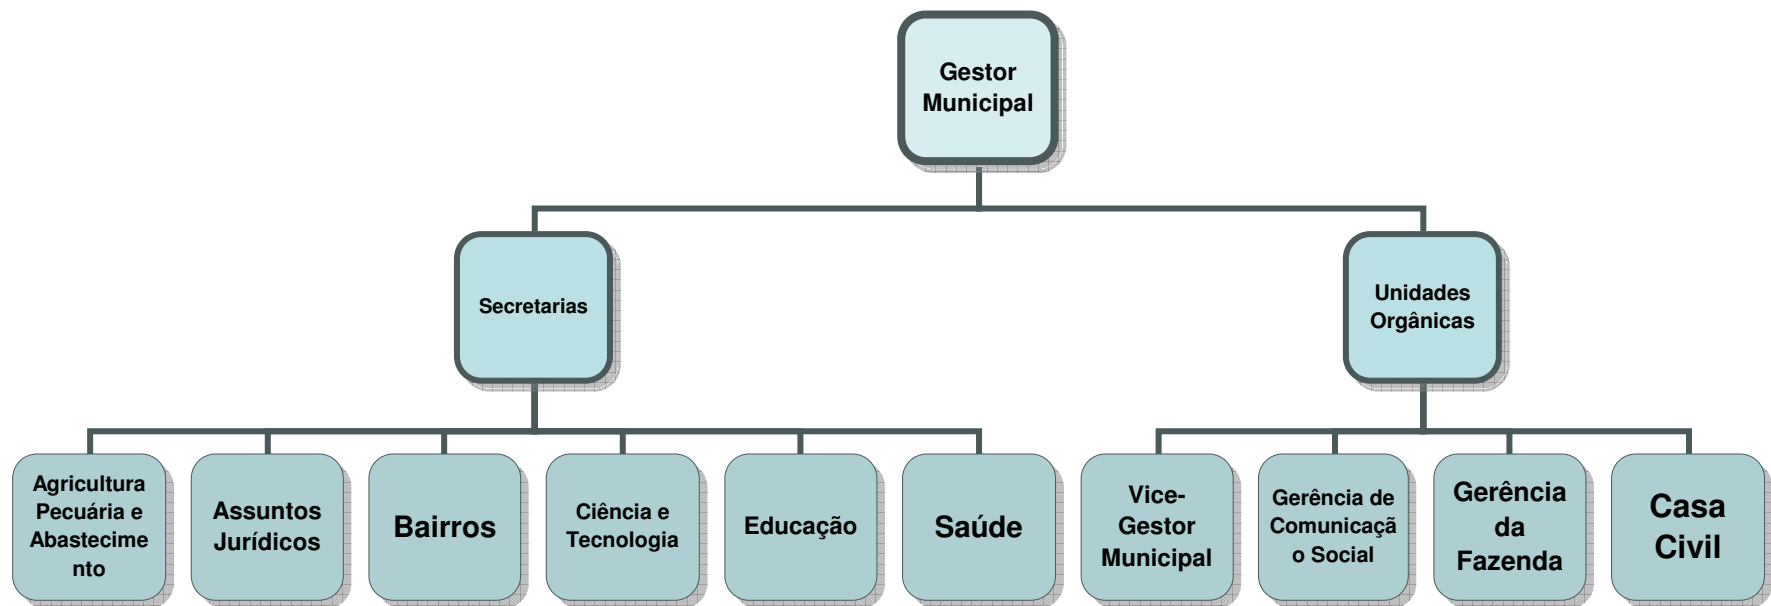 Gestor
Municipal
Secretarias
Unidades
Orgânicas
Agricultura
Pecuária e
Abastecime
nto
Assuntos
Jurídicos
Bairros
Ciência e
Tecnologia
Educação
Saúde
Vice-
Gestor
Municipal
Gerência de
Comunicaçã
o Social
Gerência
da
Fazenda
Casa
Civil